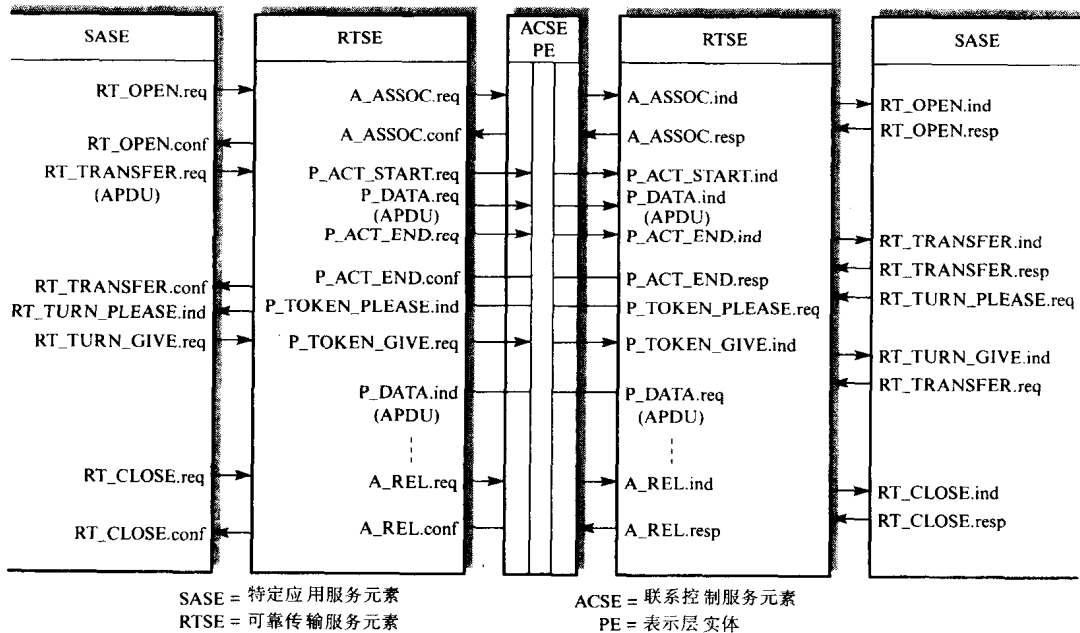 SASE
RTSE
ACSE
PE
RTSE
SASE
RT_OPEN.req
A_ASSOC.req
A_ASSOC.ind
RT_OPEN.ind
RT_OPEN.conf
A_ASSOC.conf
A_ASSOC.resp
RT_OPEN.resp
RT_TRANSFER.req
(APDU)
P_ACT_START.req
P_ACT_START.ind
P_DATA.req
(APDU)
P_DATA.ind
(APDU)
P_ACT_END.req
P_ACT_END.ind
RT_TRANSFER.ind
RT_TRANSFER.conf
P_ACT_END.conf
P_ACT_END.resp
RT_TRANSFER.resp
RT_TURN_PLEASE.ind
P_TOKEN_PLEASE.ind
P_TOKEN_PLEASE.req
RT_TURN_PLEASE.req
RT_TURN_GIVE.req
P_TOKEN_GIVE.req
P_TOKEN_GIVE.ind
RT_TURN_GIVE.ind
RT_TRANSFER.req
P_DATA.ind
(APDU)
P_DATA.req
(APDU)
RT_CLOSE.req
A_REL.req
A_REL.ind
RT_CLOSE.ind
RT_CLOSE.conf
A_REL.conf
A_REL.resp
RT_CLOSE.resp
SASE = 特定应用服务元素
ACSE = 联系控制服务元素
RTSE = 可靠传输服务元素
PE = 表示层实体